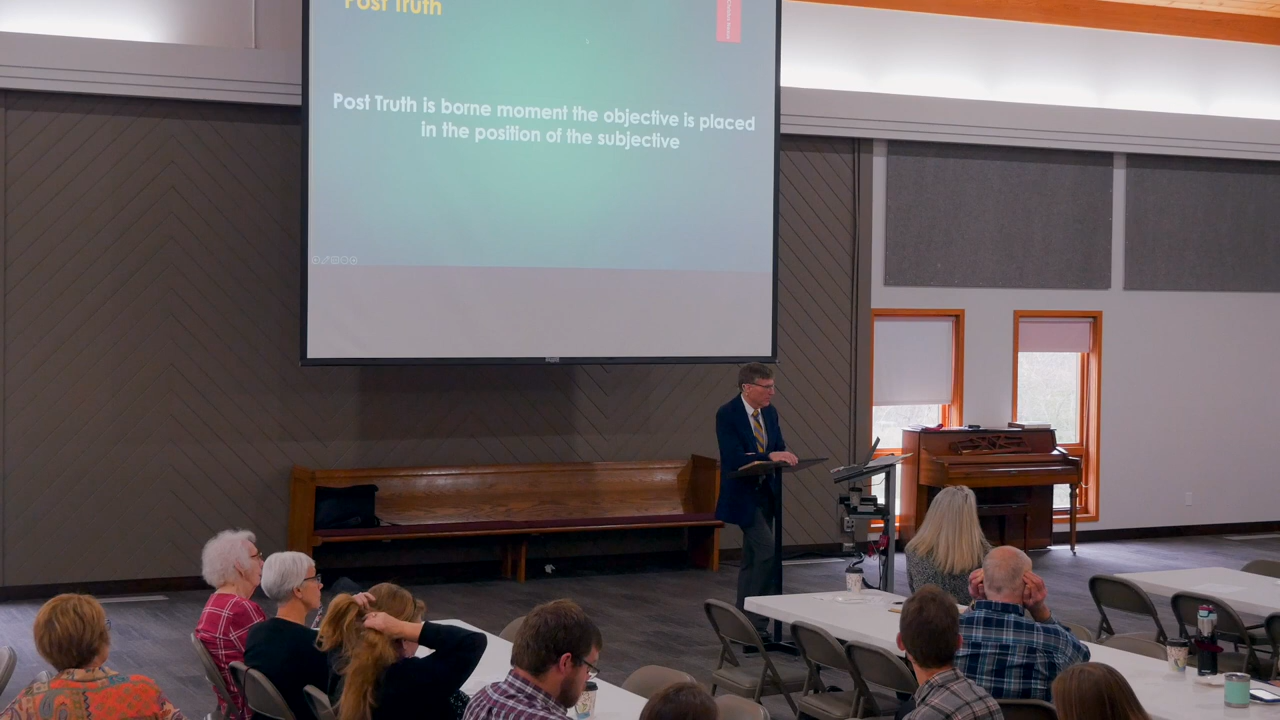 Post Truth
Post Truth is borne moment the objective is placed
in the position of the subjective